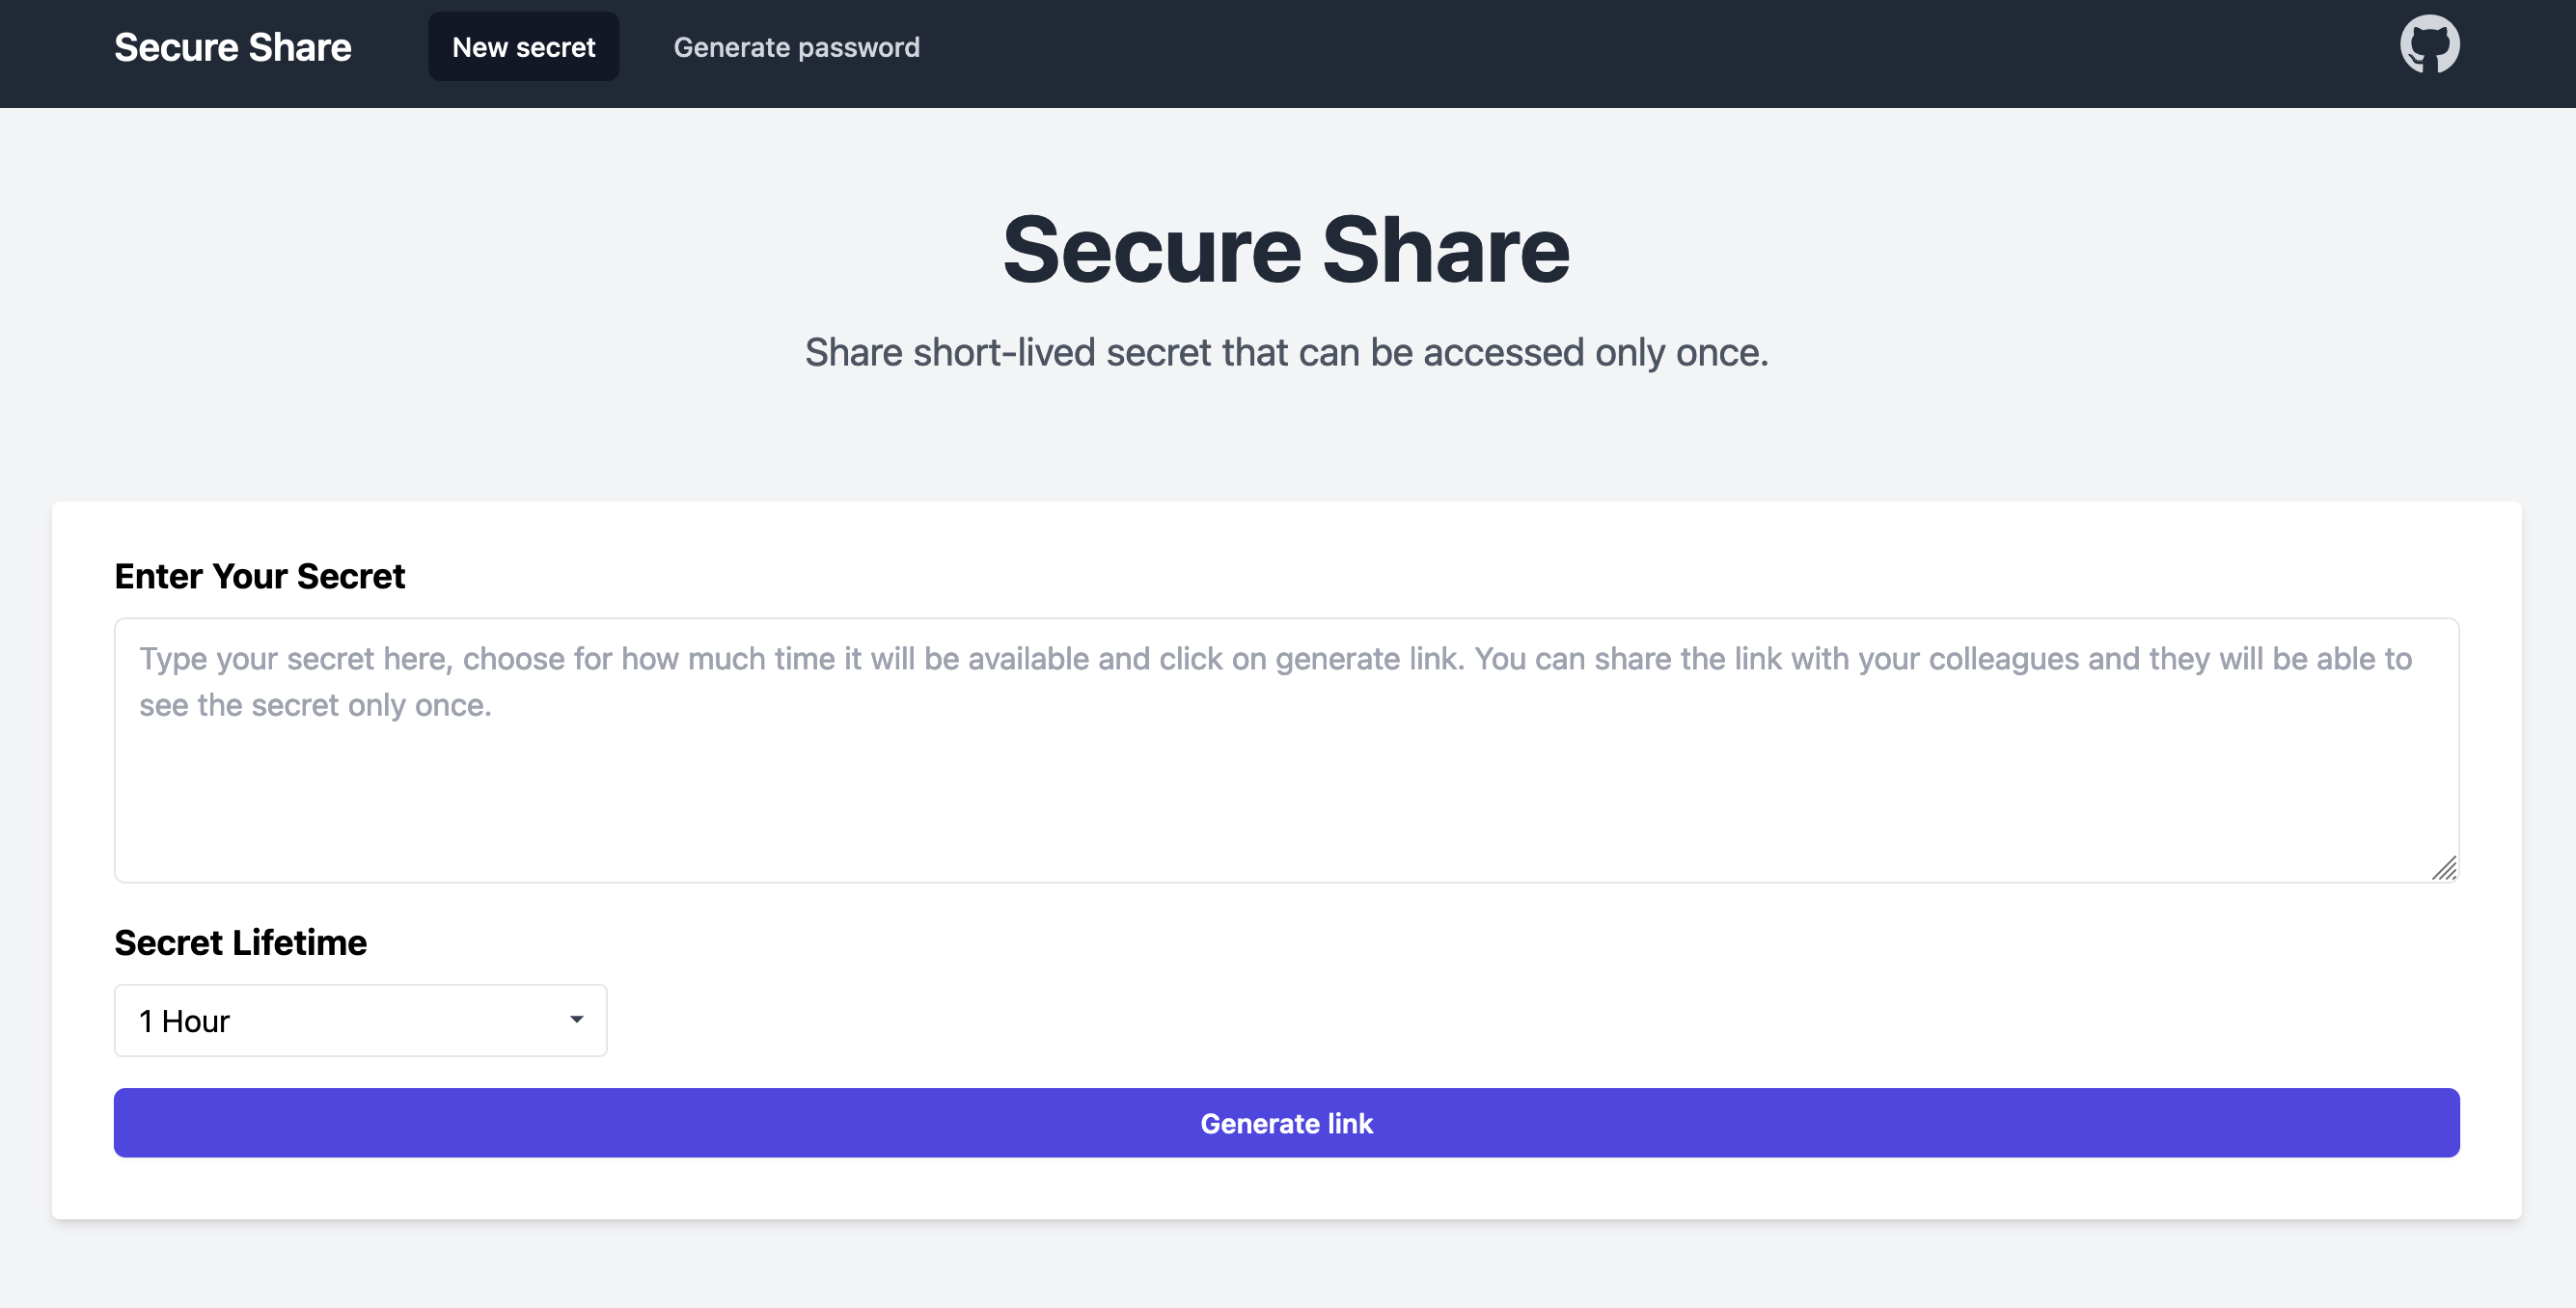 Secure Share
New secret
Generate password
Secure Share
Share short-lived secret that can be accessed only once.
Enter Your Secret
Type your secret here, choose for how much time it will be available and click on generate link. You can share the link with your colleagues and they will be able to
see the secret only once.
Secret Lifetime
1 Hour
Generate link